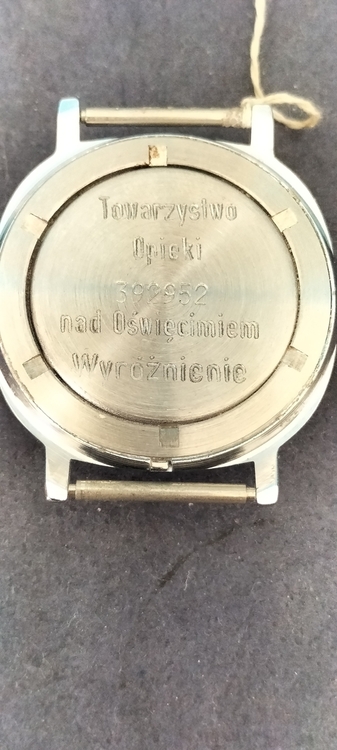 Towarzystwo
Opieki
392952
nad Oświęcimiem
Wyróżnienie